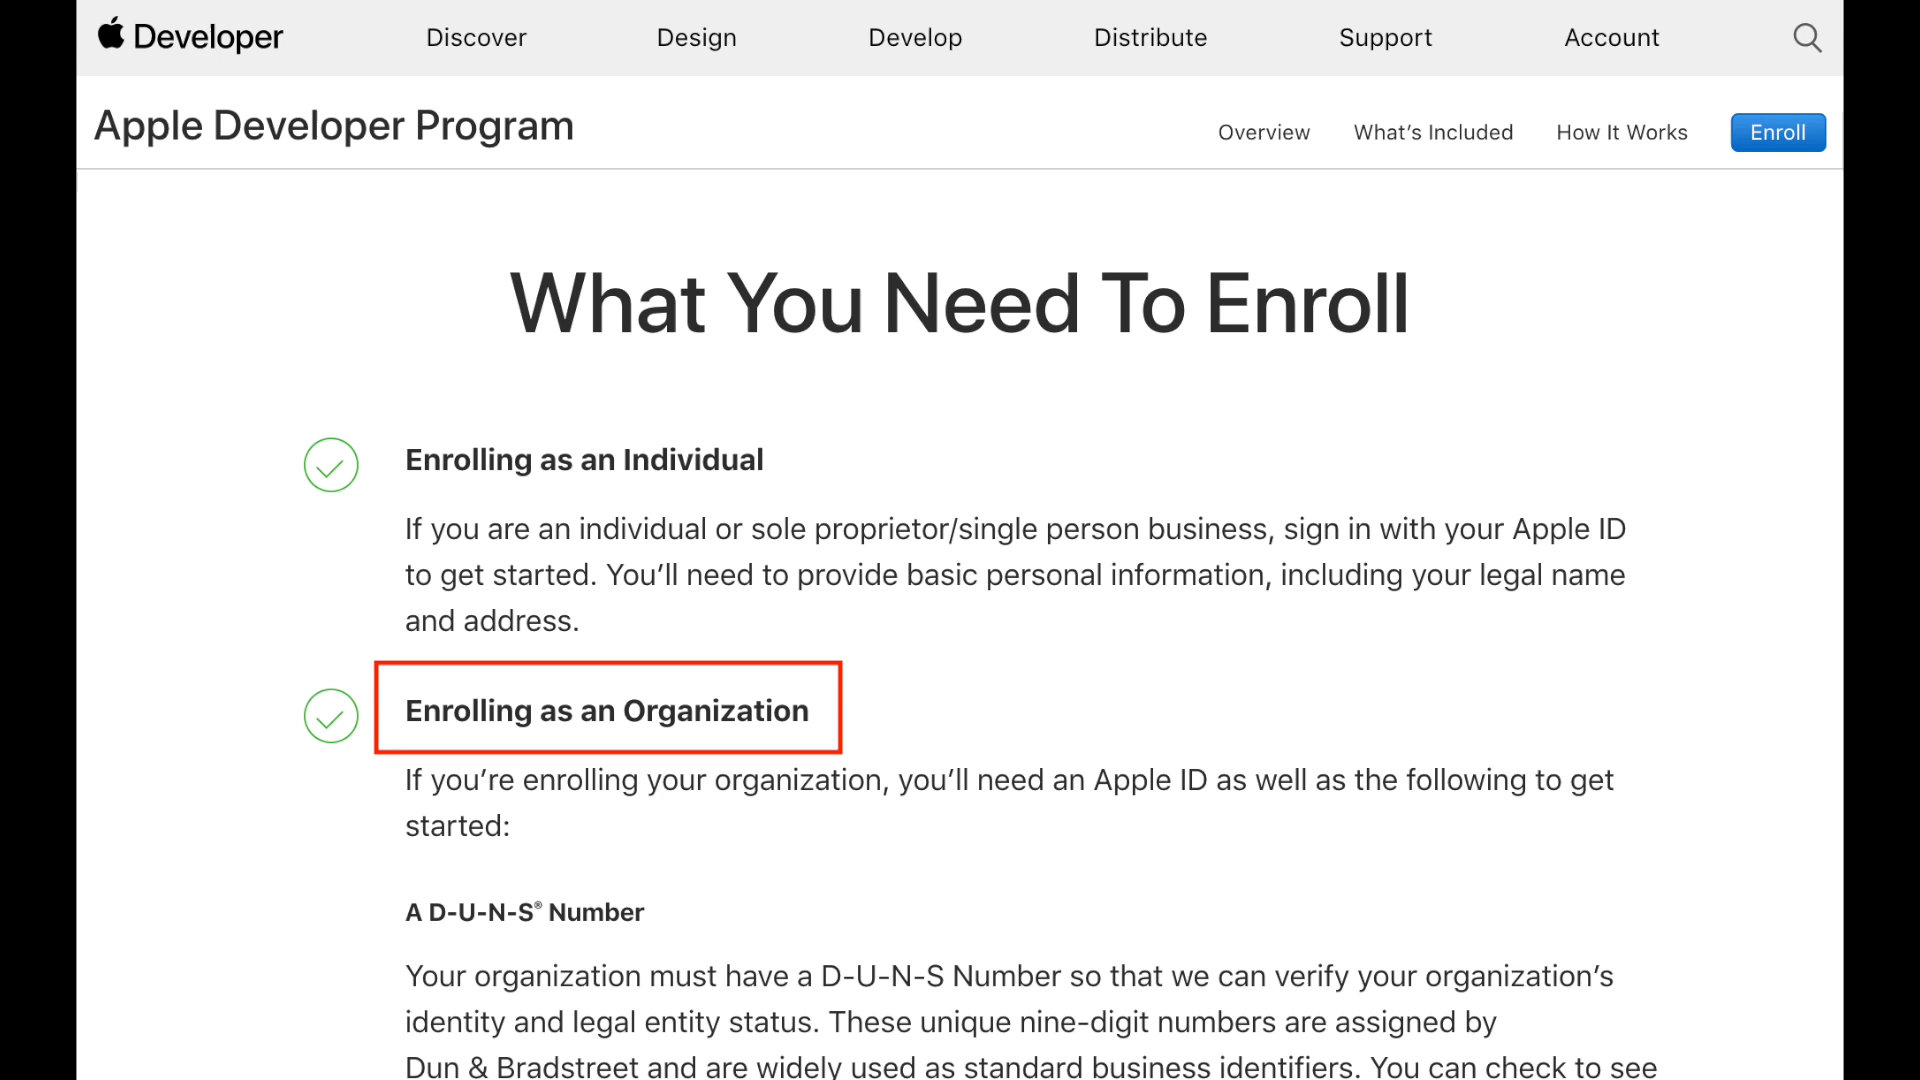 Developer
Discover
Design
Develop
Distribute
Support
Account
Apple Developer Program
Overview
What’s Included
How It Works
Enroll
What You Need To Enroll
Enrolling as an Individual
If you are an individual or sole proprietor/single person business, sign in with your Apple ID
to get started. You’ll need to provide basic personal information, including your legal name
and address.
Enrolling as an Organization
If you’re enrolling your organization, you’ll need an Apple ID as well as the following to get
started:
A D-U-N-S® Number
Your organization must have a D-U-N-S Number so that we can verify your organization’s
identity and legal entity status. These unique nine-digit numbers are assigned by
Dun & Bradstreet and are widely used as standard business identifiers. You can check to see